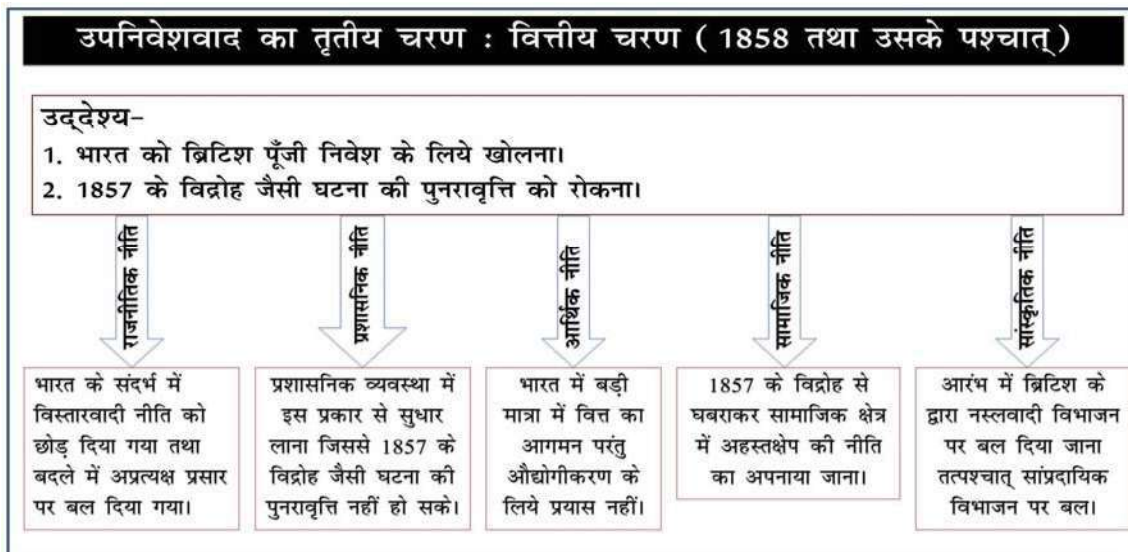 उपनिवेशवाद का तृतीय चरण : वित्तीय चरण ( 1858 तथा उसके पश्चात् )
उद्देश्य-
1. भारत को ब्रिटिश पूँजी निवेश के लिये खोलना।
2. 1857 के विद्रोह जैसी घटना की पुनरावृत्ति को रोकना।
राजनीतिक नीति
भारत के संदर्भ में
विस्तारवादी नीति को
छोड़ दिया गया तथा
बदले में अप्रत्यक्ष प्रसार
पर बल दिया गया।
प्रशासनिक नीति
प्रशासनिक व्यवस्था में
इस प्रकार से सुधार
लाना जिससे 1857 के
विद्रोह जैसी घटना की
पुनरावृत्ति नहीं हो सके।
आर्थिक नीति
भारत में बड़ी
मात्रा में वित्त का
आगमन परंतु
औद्योगीकरण के
लिये प्रयास नहीं।
सामाजिक नीति
1857 के विद्रोह से
घबराकर सामाजिक क्षेत्र
में अहस्तक्षेप की नीति
का अपनाया जाना।
सांस्कृतिक नीति
आरंभ में ब्रिटिश के
द्वारा नस्लवादी विभाजन
पर बल दिया जाना
तत्पश्चात् सांप्रदायिक
विभाजन पर बल।